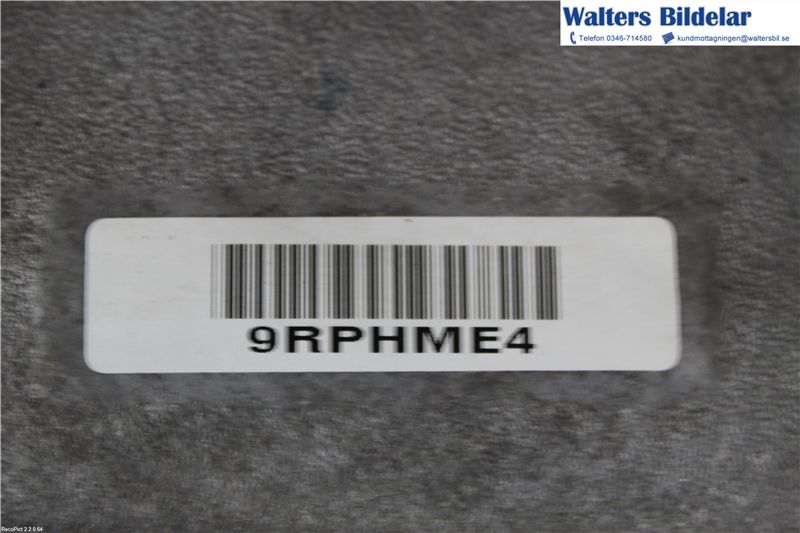 Walters Bildelar
Telefon 0346-714580 kundmottagningen@waltersbil.se
9RPHME4
RecoPict 2.2.0.64